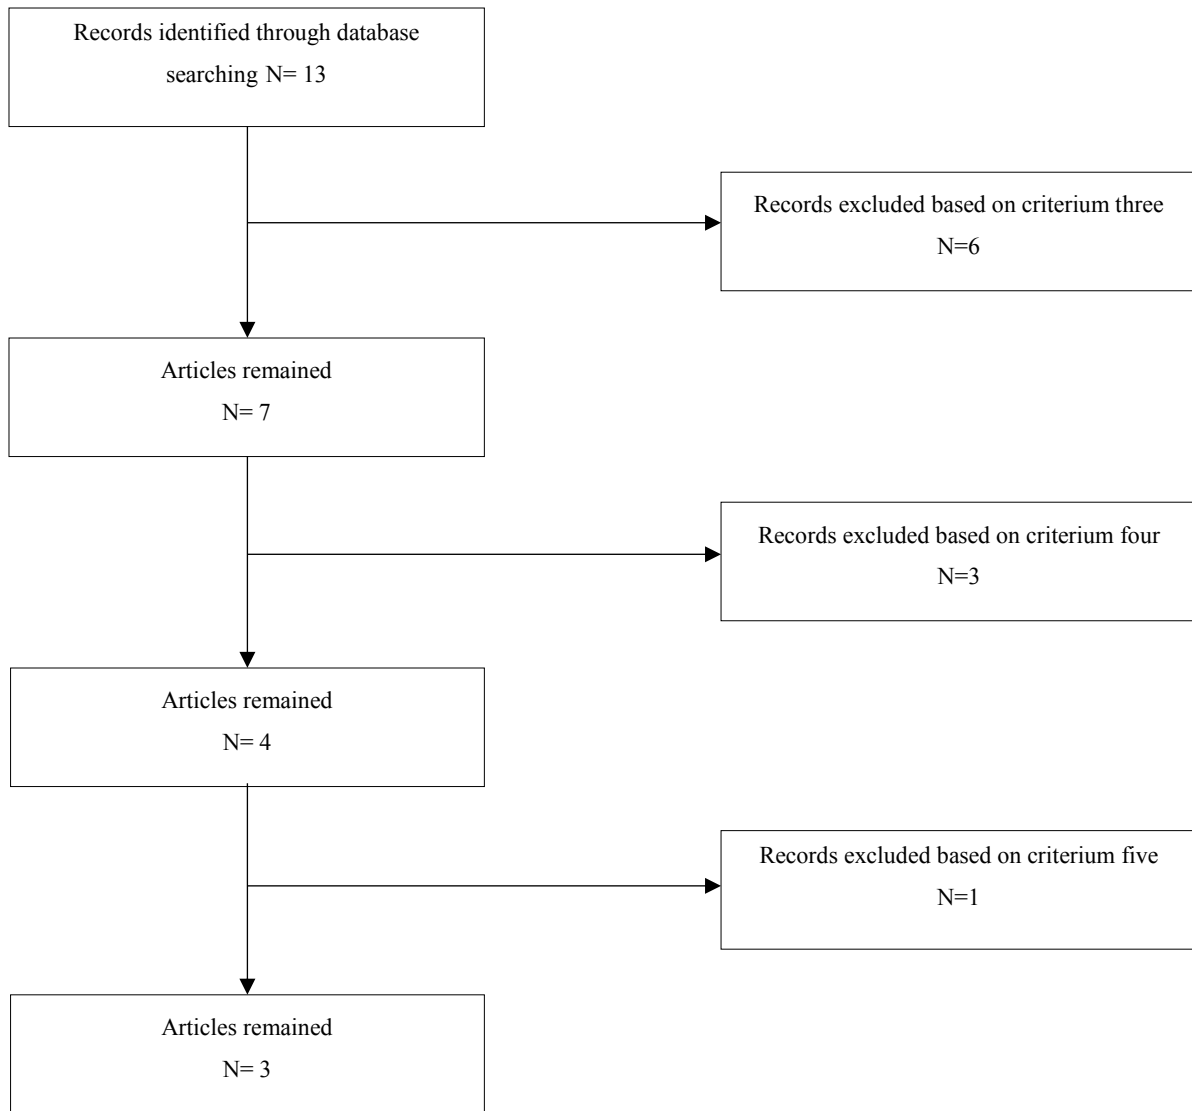 Records identified through database
searching N= 13
Records excluded based on criterium three
N=6
Articles remained
N= 7
Records excluded based on criterium four
N=3
Articles remained
N= 4
Records excluded based on criterium five
N=1
Articles remained
N= 3